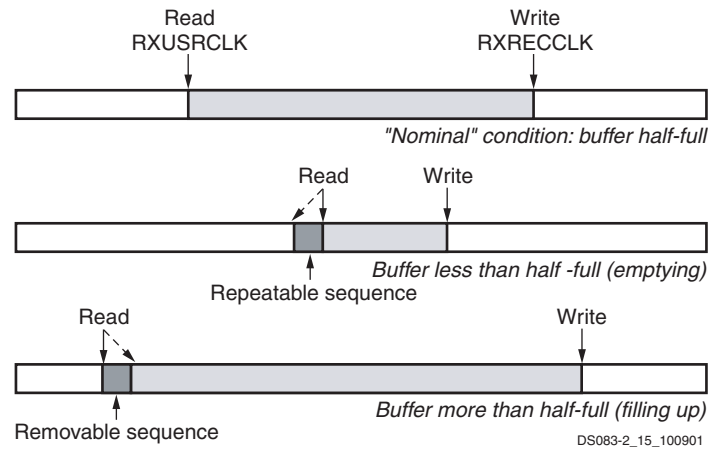 Read Write
RXUSRCLK RXRECCLK
"Nominal" condition: buffer half-full
Read Write
Buffer less than half -full (emptying)
Repeatable sequence
Read Write
Buffer more than half-full (filling up)
Removable sequence
DS083-2_15_100901